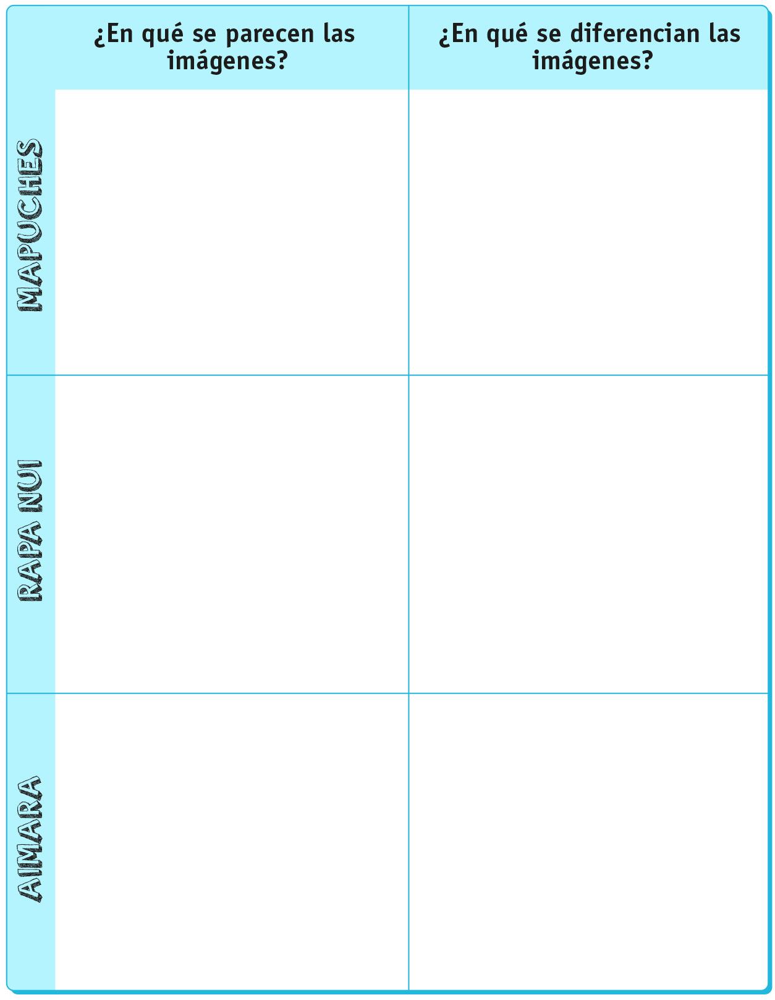 ¿En qué se parecen las
imágenes?
¿En qué se diferencian las
imágenes?
MAPUCHES
RAPA NUI
AIMARA